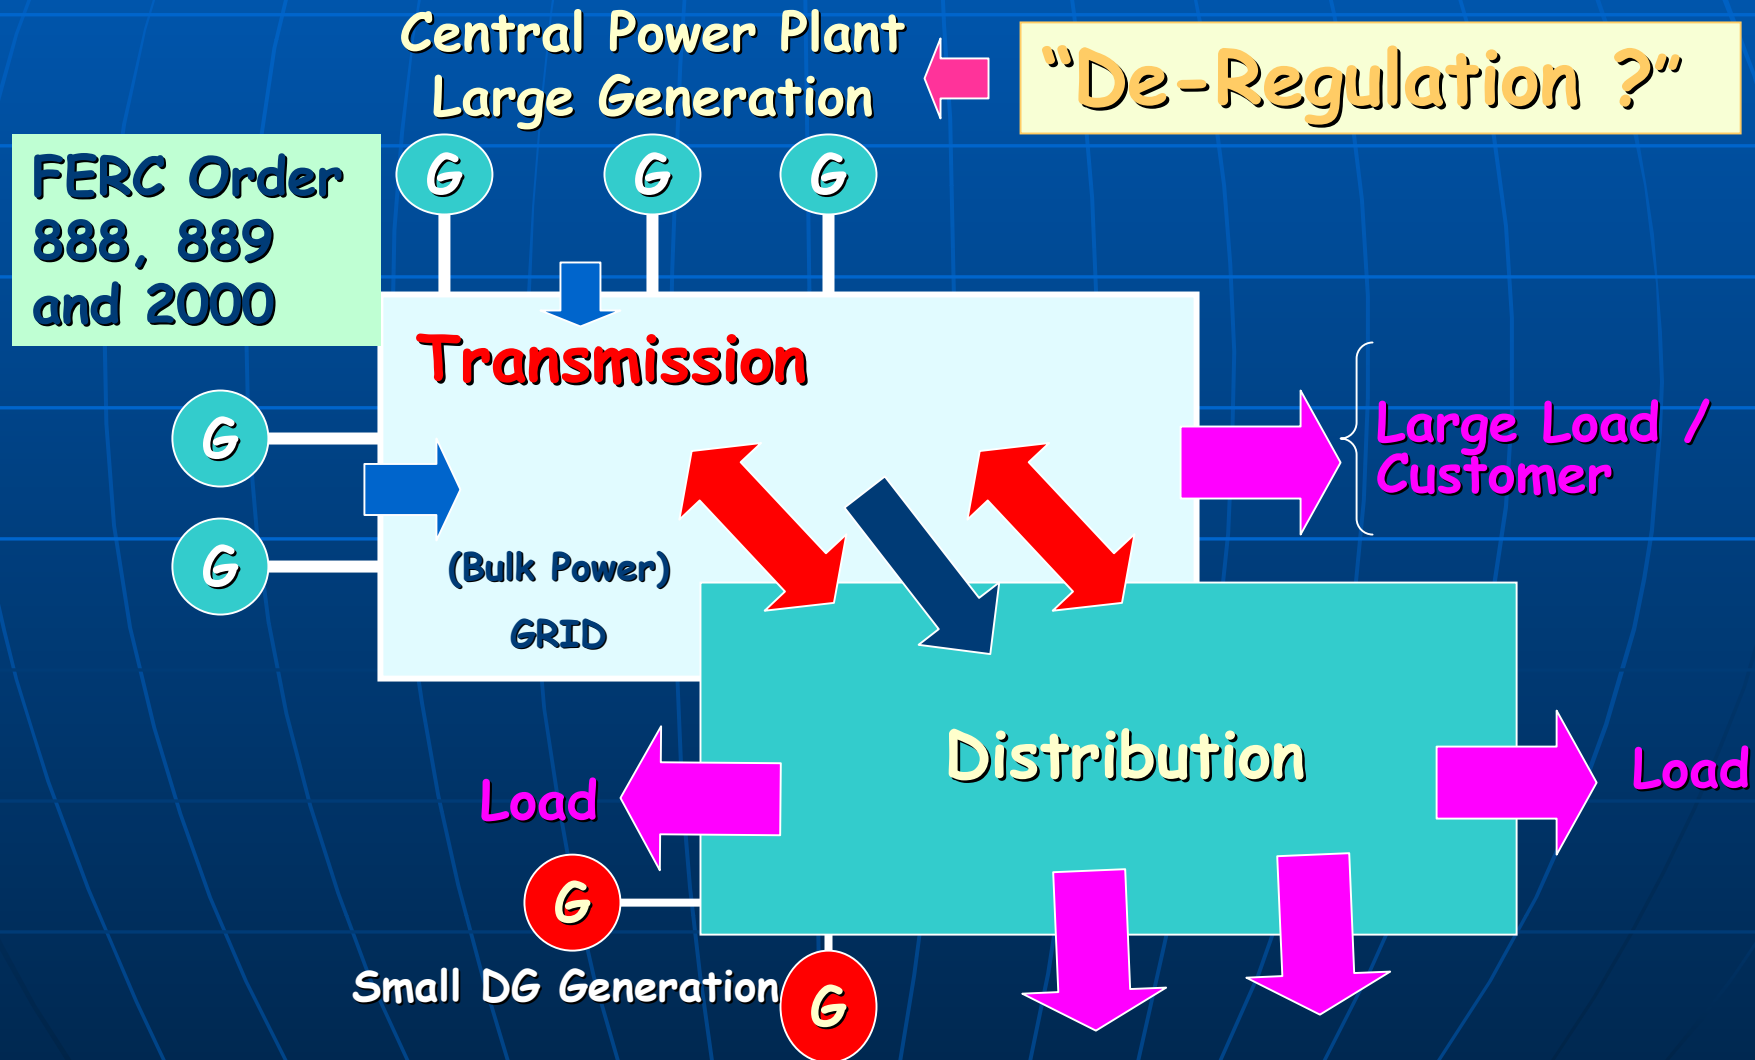 Central Power Plant
Large Generation
“De-Regulation ?”
FERC Order
888, 889
and 2000
G
G
G
Transmission
G
G
(Bulk Power)
GRID
Large Load /
Customer
Distribution
Load
Load
G
Small DG Generation
G